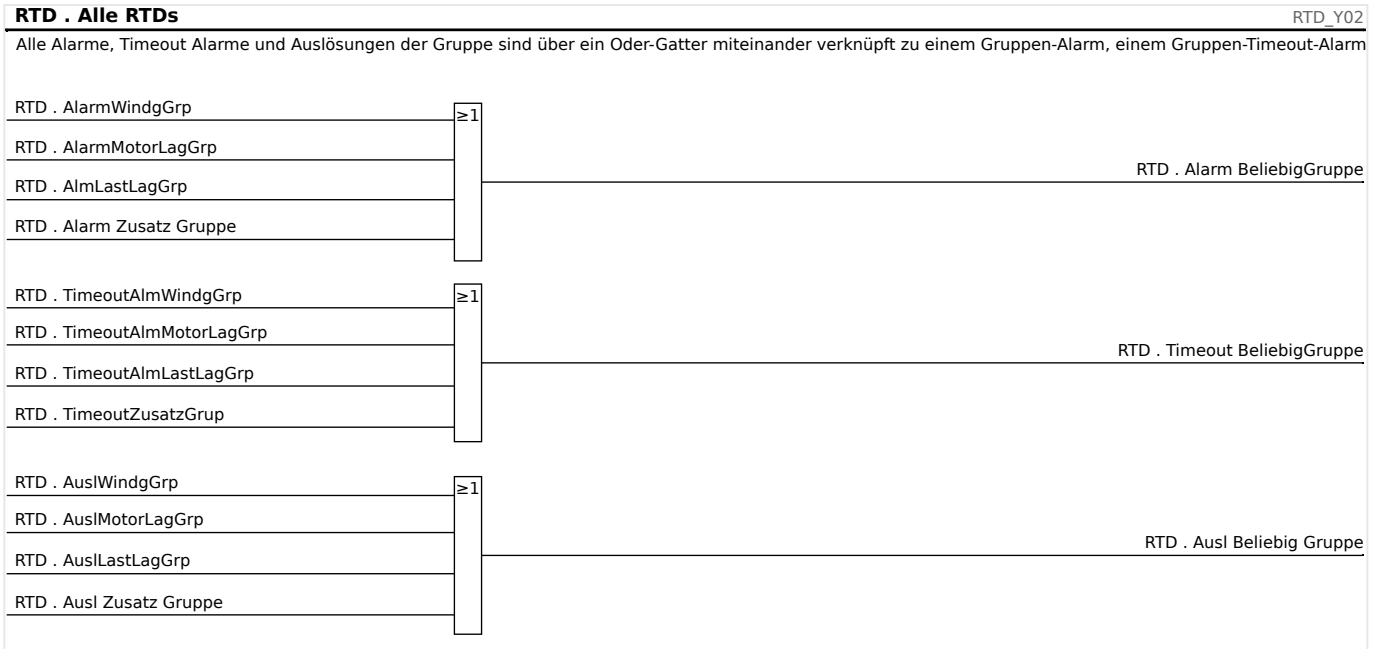 RTD . Alle RTDs
RTD_Y02
Alle Alarme, Timeout Alarme und Auslösungen der Gruppe sind über ein Oder-Gatter miteinander verknüpft zu einem Gruppen-Alarm, einem Gruppen-Timeout-Alarm
RTD . AlarmWindgGrp
≥1
RTD . AlarmMotorLagGrp
RTD . Alarm BeliebigGruppe
RTD . AlmLastLagGrp
RTD . Alarm Zusatz Gruppe
RTD . TimeoutAlmWindgGrp
≥1
RTD . TimeoutAlmMotorLagGrp
RTD . Timeout BeliebigGruppe
RTD . TimeoutAlmLastLagGrp
RTD . TimeoutZusatzGrup
RTD . AuslWindgGrp
≥1
RTD . AuslMotorLagGrp
RTD . Ausl Beliebig Gruppe
RTD . AuslLastLagGrp
RTD . Ausl Zusatz Gruppe